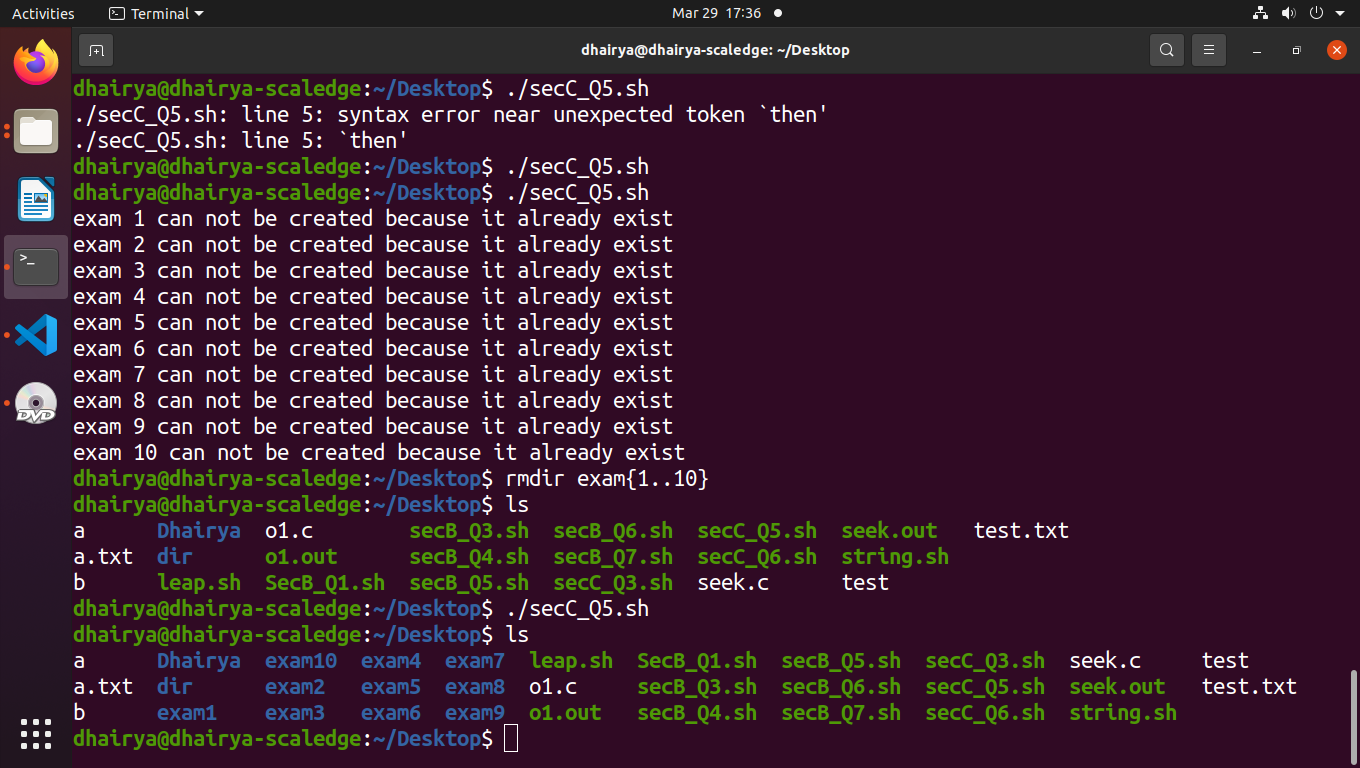 Activities Terminal Mar 29 17:36
dhairya@dhairya-scaledge: ~/Desktop
dhairya@dhairya-scaledge:~/Desktop$ ./secC_Q5.sh
./secC_Q5.sh: line 5: syntax error near unexpected token `then'
./secC_Q5.sh: line 5: `then'
dhairya@dhairya-scaledge:~/Desktop$ ./secC_Q5.sh
dhairya@dhairya-scaledge:~/Desktop$ ./secC_Q5.sh
exam 1 can not be created because it already exist
exam 2 can not be created because it already exist
exam 3 can not be created because it already exist
exam 4 can not be created because it already exist
exam 5 can not be created because it already exist
exam 6 can not be created because it already exist
exam 7 can not be created because it already exist
exam 8 can not be created because it already exist
exam 9 can not be created because it already exist
exam 10 can not be created because it already exist
dhairya@dhairya-scaledge:~/Desktop$ rmdir exam{1..10}
dhairya@dhairya-scaledge:~/Desktop$ ls
a Dhairya o1.c secB_Q3.sh secB_Q6.sh secC_Q5.sh seek.out test.txt
a.txt dir o1.out secB_Q4.sh secB_Q7.sh secC_Q6.sh string.sh
b leap.sh SecB_Q1.sh secB_Q5.sh secC_Q3.sh seek.c test
dhairya@dhairya-scaledge:~/Desktop$ ./secC_Q5.sh
dhairya@dhairya-scaledge:~/Desktop$ ls
a Dhairya exam10 exam4 exam7 leap.sh SecB_Q1.sh secB_Q5.sh secC_Q3.sh seek.c test
a.txt dir exam2 exam5 exam8 o1.c secB_Q3.sh secB_Q6.sh secC_Q5.sh seek.out test.txt
b exam1 exam3 exam6 exam9 o1.out secB_Q4.sh secB_Q7.sh secC_Q6.sh string.sh
dhairya@dhairya-scaledge:~/Desktop$
>_
DVD